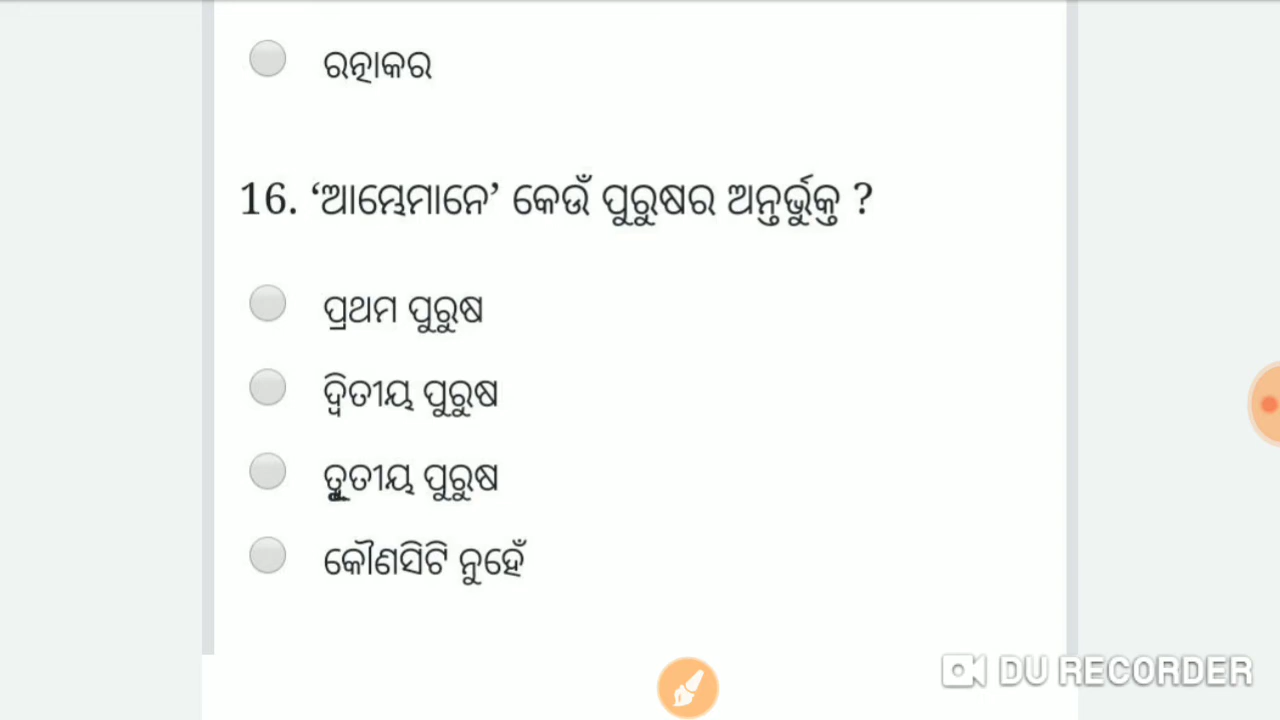 ରତ୍ନାକର
16. ‘ଆମ୍ଭେମାନେ’ କେଉଁ ପୁରୁଷର ଅନ୍ତର୍ଭୁକ୍ତ ?
ପ୍ରଥମ ପୁରୁଷ
ଦ୍ୱିତୀୟ ପୁରୁଷ
ତୃତୀୟ ପୁରୁଷ
କୌଣସିଟି ନୁହେଁ
DU RECORDER